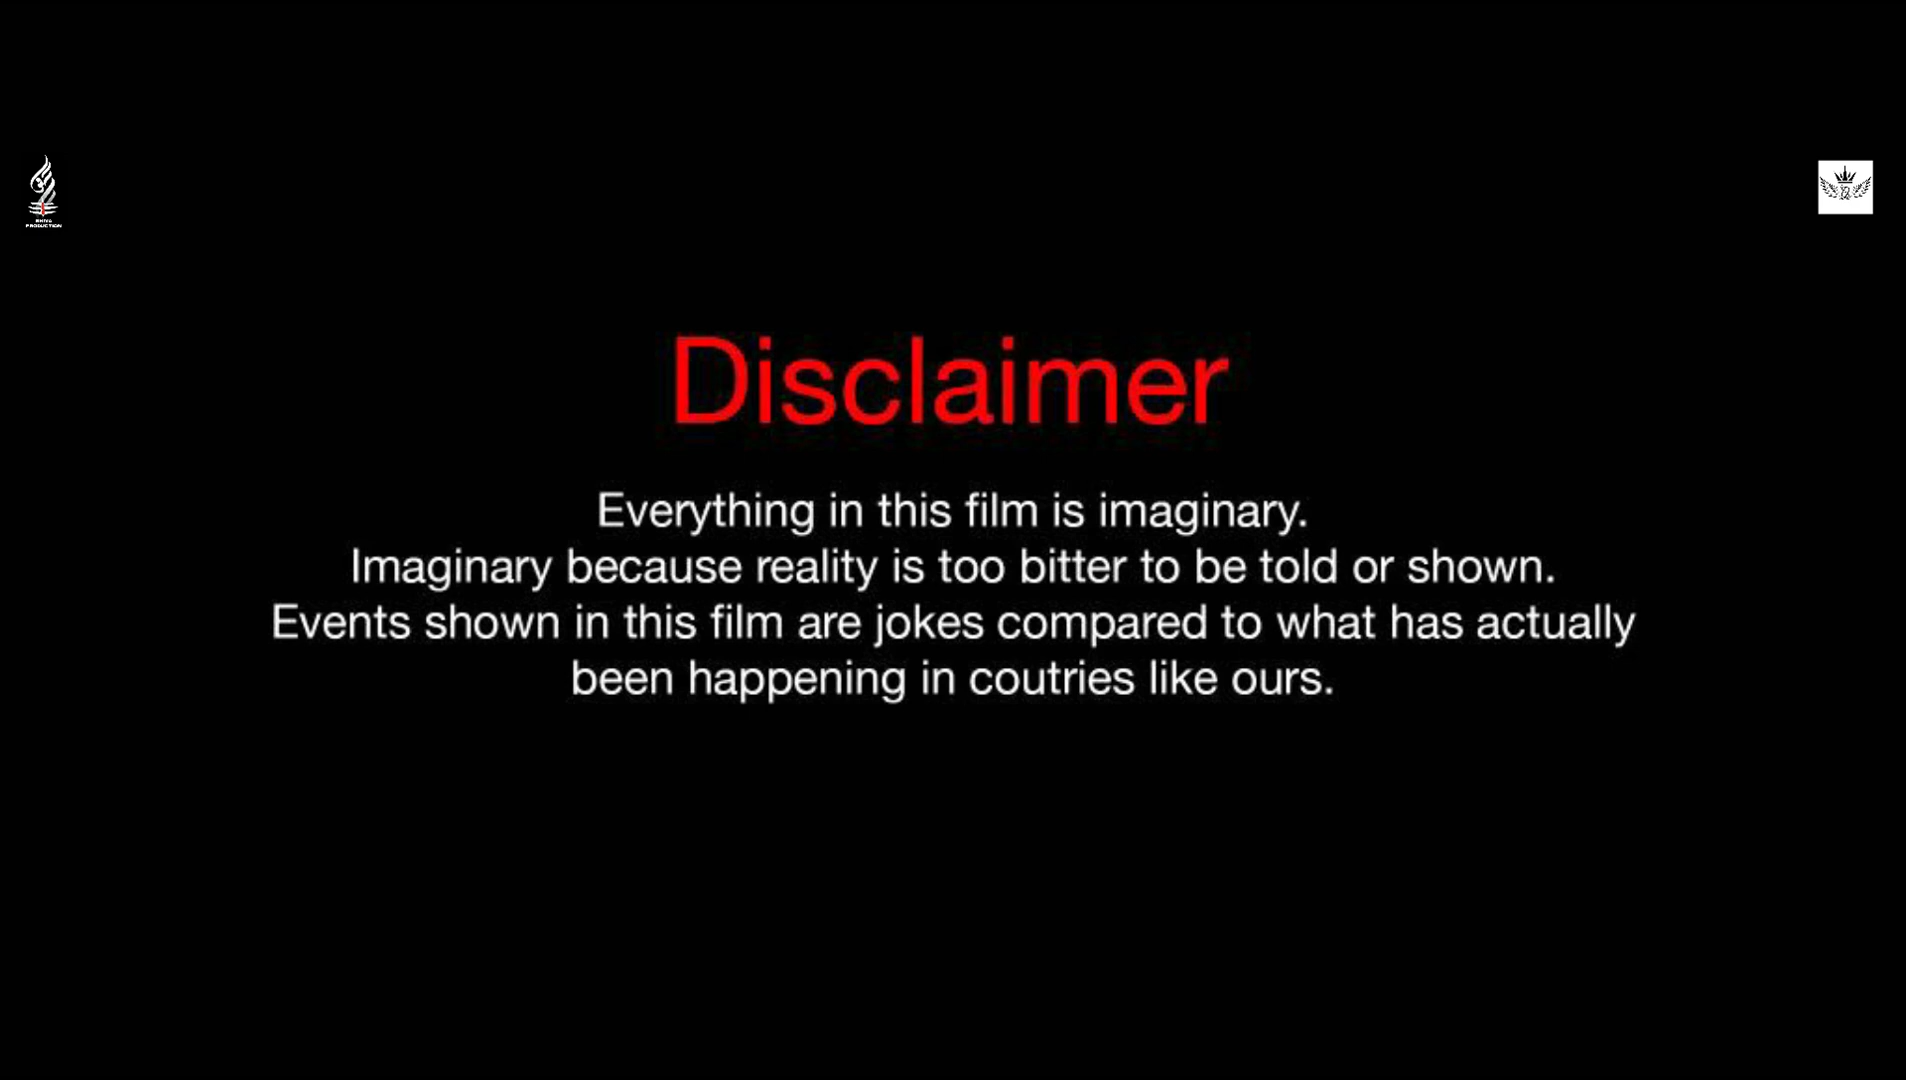 Disclaimer
Everything in this film is imaginary.
Imaginary because reality is too bitter to be told or shown.
Events shown in this film are jokes compared to what has actually
been happening in coutries like ours.
PRODUCTION